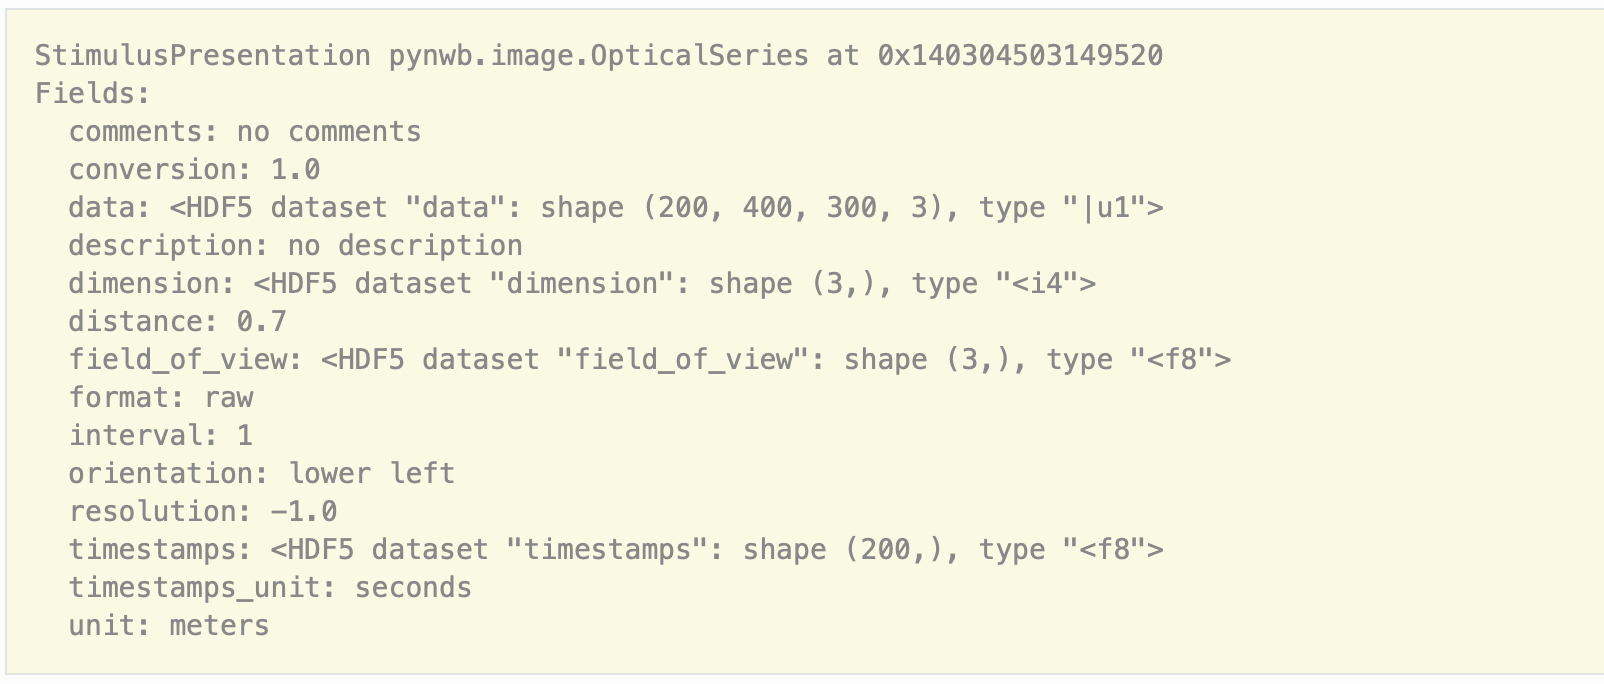 StimulusPresentation pynwb.image.OpticalSeries at 0x140304503149520
Fields:
  comments: no comments
  conversion: 1.0
  data: <HDF5 dataset "data": shape (200, 400, 300, 3), type "|u1">
  description: no description
  dimension: <HDF5 dataset "dimension": shape (3,), type "<i4">
  distance: 0.7
  field_of_view: <HDF5 dataset "field_of_view": shape (3,), type "<f8">
  format: raw
  interval: 1
  orientation: lower left
  resolution: -1.0
  timestamps: <HDF5 dataset "timestamps": shape (200,), type "<f8">
  timestamps_unit: seconds
  unit: meters